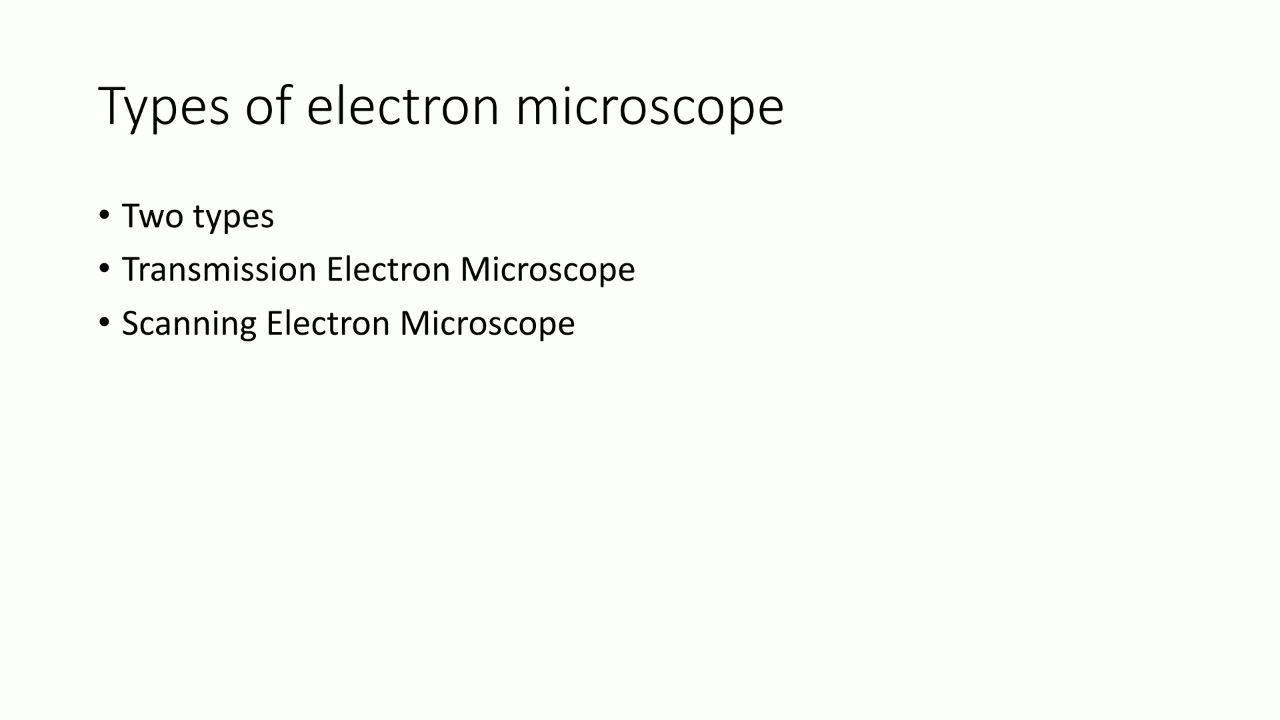 Types of electron microscope
• Two types
• Transmission Electron Microscope
• Scanning Electron Microscope